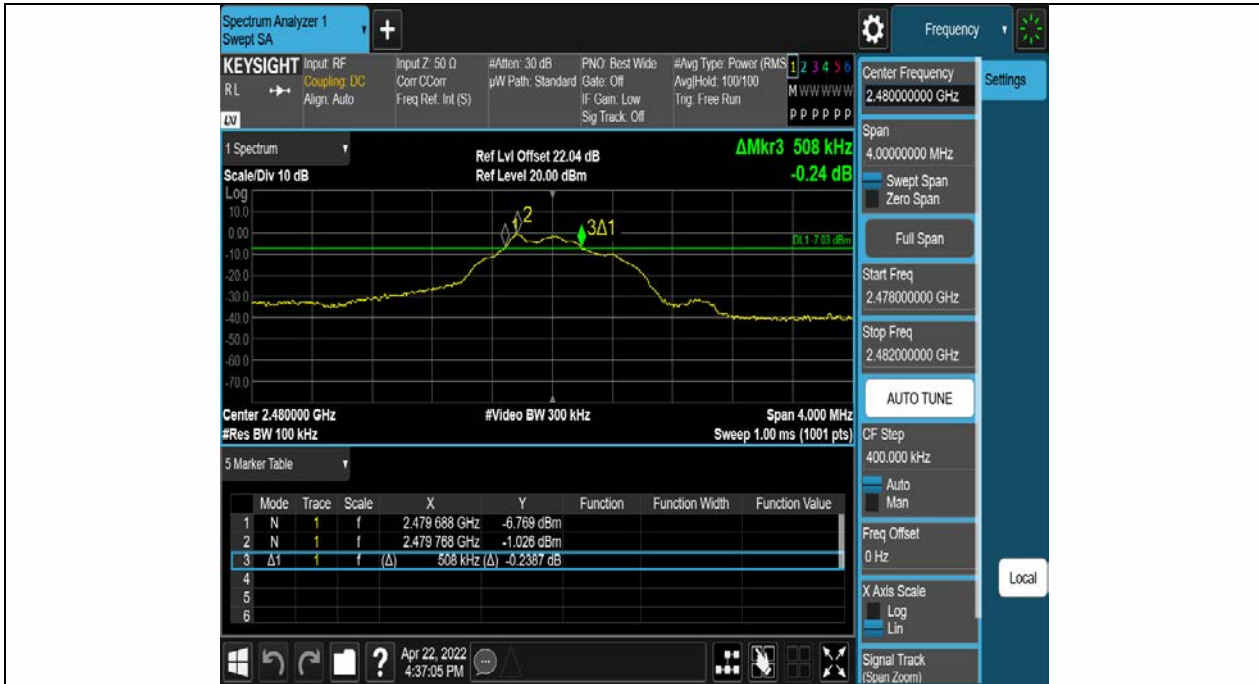 Spectrum Analyzer 1
Swept SA
+
Frequency
KEYSIGHT
RL
LXI
Input: RF
Coupling: DC
Align: Auto
Input Z: 50 Ω
Corr CCorr
Freq Ref: Int (S)
#Atten: 30 dB
µW Path: Standard
PNO: Best Wide
Gate: Off
IF Gain: Low
Sig Track: Off
#Avg Type: Power (RMS
Avg|Hold: 100/100
Trig: Free Run
1 2 3 4 5 6
M W W W W W
P P P P P P
1 Spectrum
Scale/Div 10 dB
Ref Lvl Offset 22.04 dB
Ref Level 20.00 dBm
ΔMkr3 508 kHz
-0.24 dB
Log
10.0
0.00
-10.0
-20.0
-30.0
-40.0
-50.0
-60.0
-70.0
1
2
3Δ1
DL1 -7.03 dBm
Center 2.480000 GHz
#Video BW 300 kHz
Span 4.000 MHz
#Res BW 100 kHz
Sweep 1.00 ms (1001 pts)
5 Marker Table
Mode Trace Scale X Y Function Function Width Function Value
1 N 1 f 2.479 688 GHz -6.769 dBm
2 N 1 f 2.479 768 GHz -1.026 dBm
3 Δ1 1 f (Δ) 508 kHz (Δ) -0.2387 dB
4
5
6
?
Apr 22, 2022
4:37:05 PM
Center Frequency
2.480000000 GHz
Settings
Span
4.00000000 MHz
Swept Span
Zero Span
Full Span
Start Freq
2.478000000 GHz
Stop Freq
2.482000000 GHz
AUTO TUNE
CF Step
400.000 kHz
Auto
Man
Freq Offset
0 Hz
X Axis Scale
Log
Lin
Local
Signal Track
(Span Zoom)